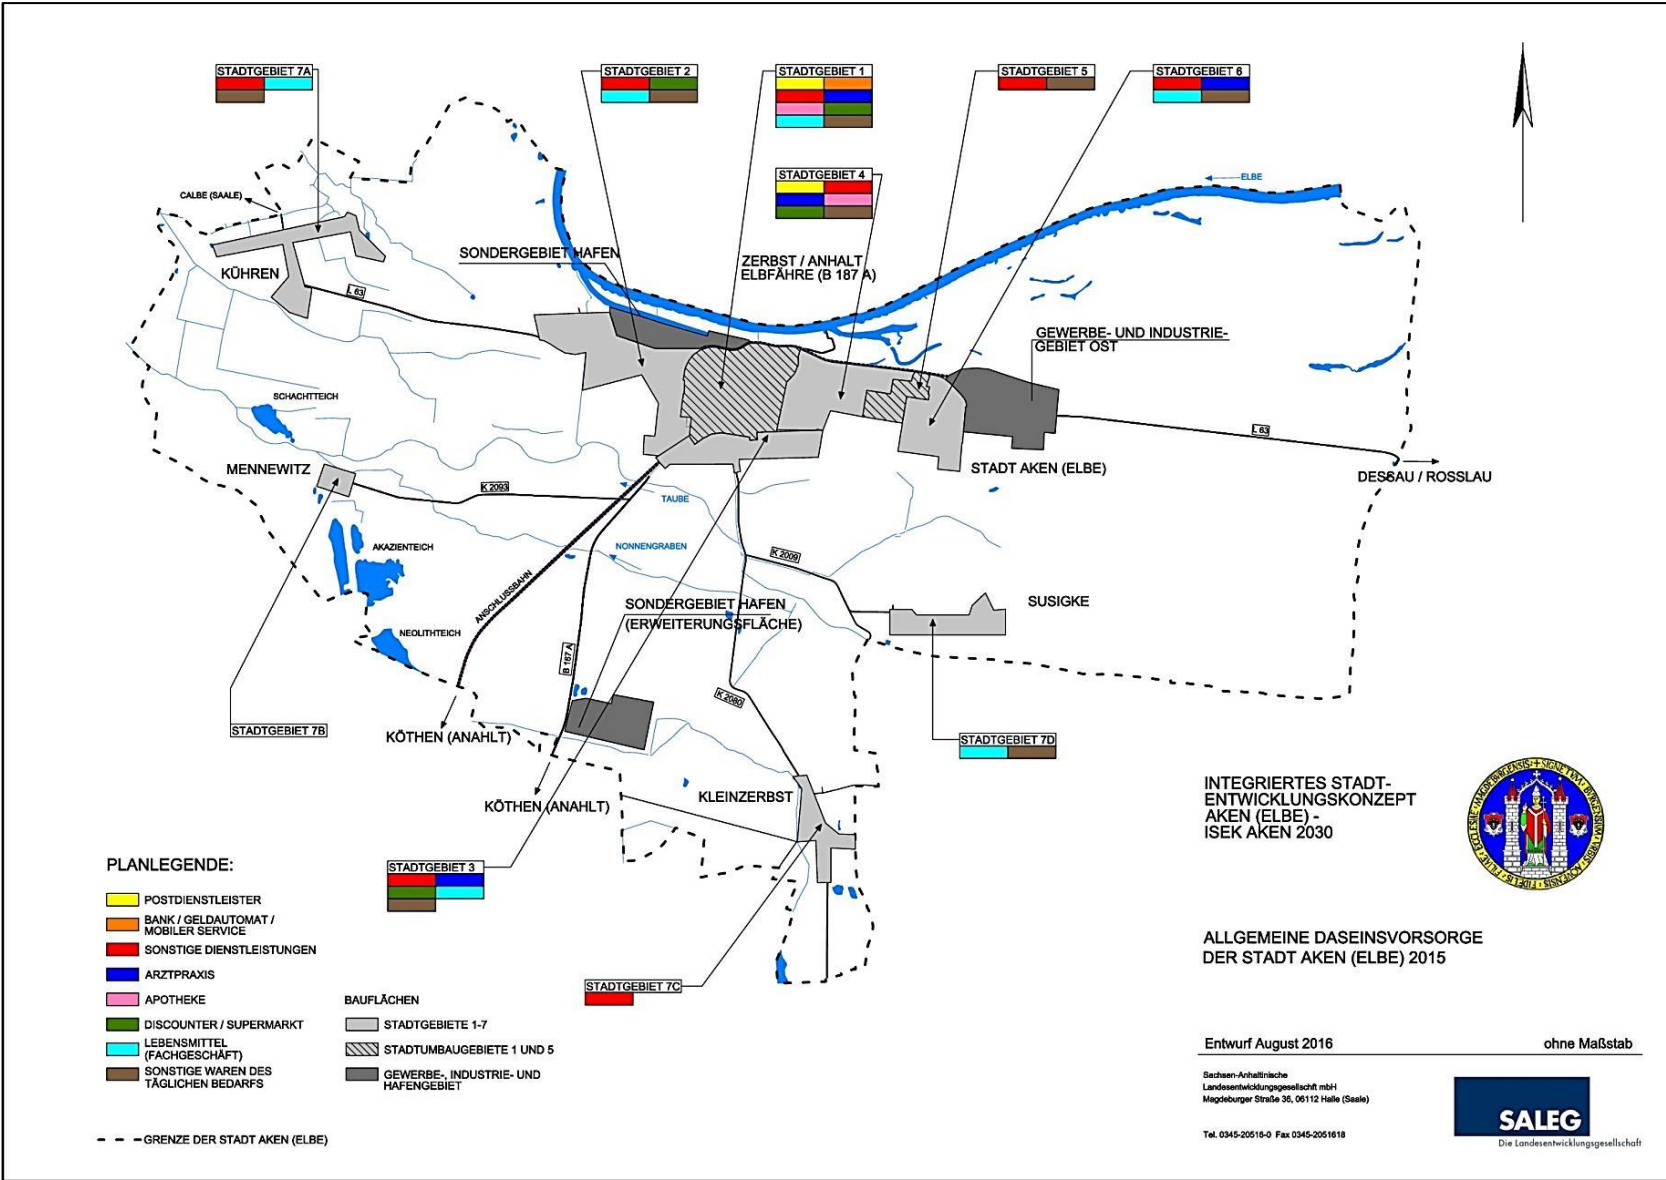 STADTGEBIET 7A
STADTGEBIET 2
STADTGEBIET 1
STADTGEBIET 5
STADTGEBIET 6
STADTGEBIET 4
ELBE
CALBE (SAALE)
SONDERGEBIET HAFEN
ZERBST / ANHALT
ELBFÄHRE (B 187 A)
KÜHREN
L 63
GEWERBE- UND INDUSTRIE-
GEBIET OST
SCHACHTTEICH
L 63
MENNEWITZ
STADT AKEN (ELBE)
DESSAU / ROSSLAU
K 2093
TAUBE
AKAZIENTEICH
NONNENGRABEN
K 2009
ANSCHLUSSBAHN
SONDERGEBIET HAFEN
(ERWEITERUNGSFLÄCHE)
SUSIGKE
NEOLITHTEICH
B 187 A
K 2080
STADTGEBIET 7B
KÖTHEN (ANAHLT)
STADTGEBIET 7D
KÖTHEN (ANAHLT)
KLEINZERBST
INTEGRIERTES STADT-
ENTWICKLUNGSKONZEPT
AKEN (ELBE) -
ISEK AKEN 2030
STADTGEBIET 3
STADTGEBIET 7C
PLANLEGENDE:
POSTDIENSTLEISTER
BANK / GELDAUTOMAT /
MOBILER SERVICE
SONSTIGE DIENSTLEISTUNGEN
ARZTPRAXIS
APOTHEKE
DISCOUNTER / SUPERMARKT
LEBENSMITTEL
(FACHGESCHÄFT)
SONSTIGE WAREN DES
TÄGLICHEN BEDARFS
BAUFLÄCHEN
STADTGEBIETE 1-7
STADTUMBAUGEBIETE 1 UND 5
GEWERBE-, INDUSTRIE- UND
HAFENGEBIET
GRENZE DER STADT AKEN (ELBE)
ALLGEMEINE DASEINSVORSORGE
DER STADT AKEN (ELBE) 2015
Entwurf August 2016
ohne Maßstab
Sachsen-Anhaltinische
Landesentwicklungsgesellschft mbH
Magdeburger Straße 36, 06112 Halle (Saale)
Tel. 0345-20516-0 Fax 0345-2051618
SALEG
Die Landesentwicklungsgesellschaft